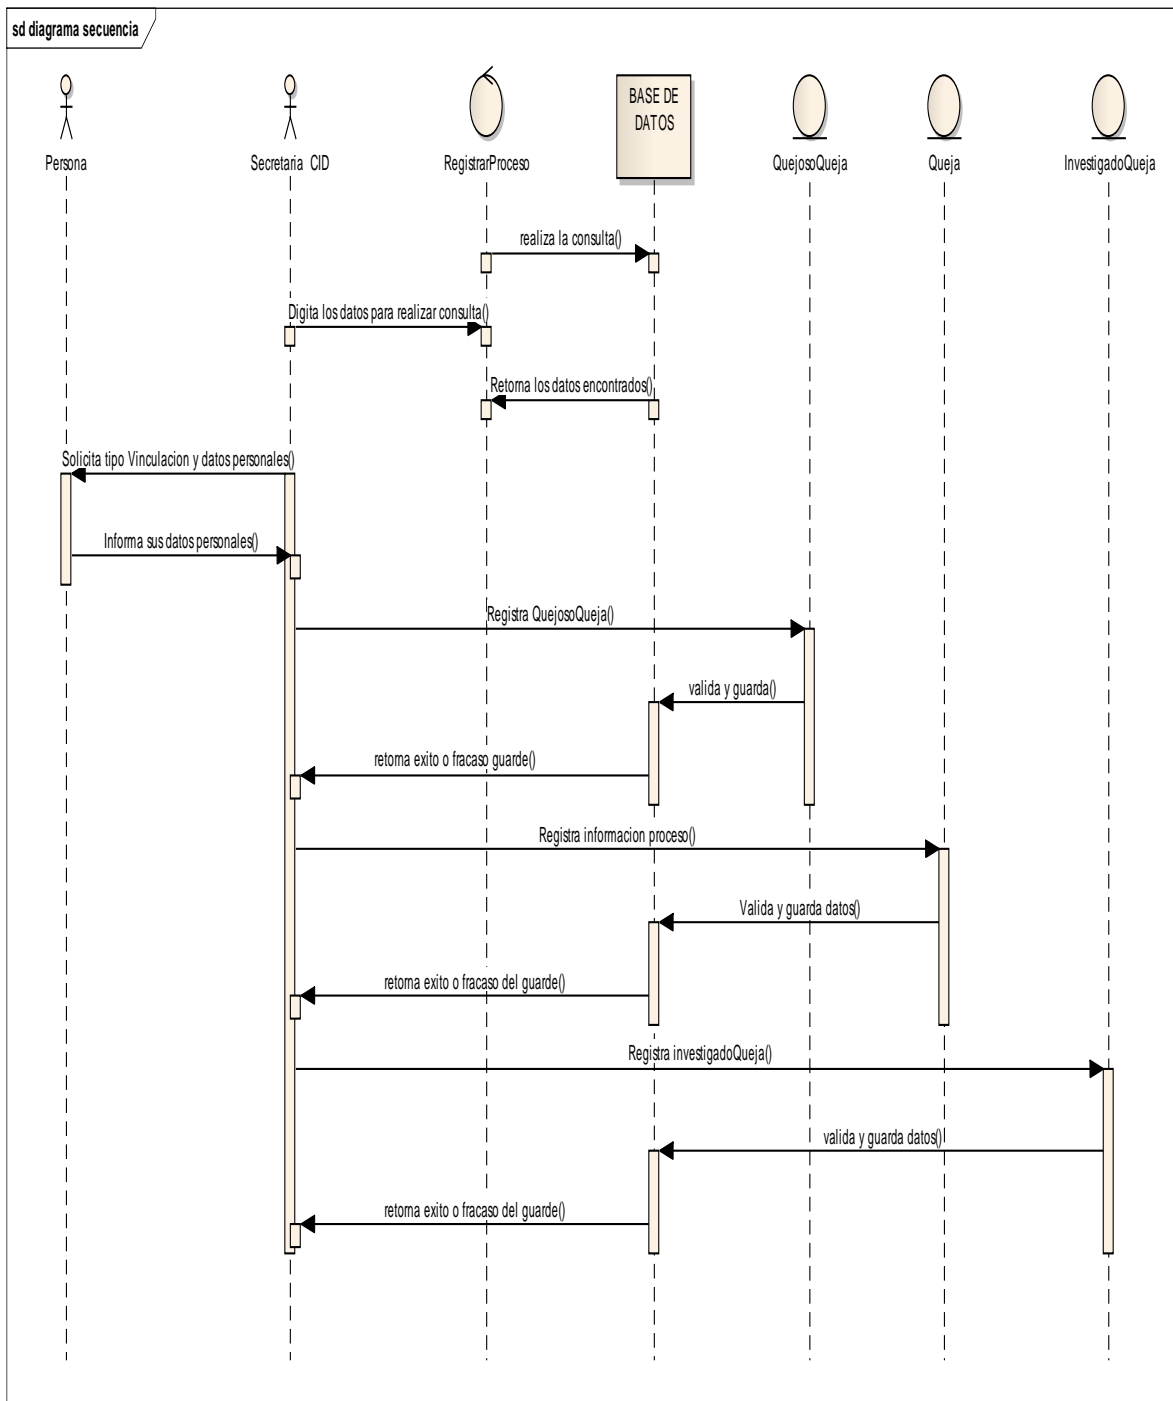 sd diagrama secuencia
Persona
Secretaria CID
RegistrarProceso
BASE DE
DATOS
QuejosoQueja
Queja
InvestigadoQueja
realiza la consulta()
Digita los datos para realizar consulta()
Retorna los datos encontrados()
Solicita tipo Vinculacion y datos personales()
Informa sus datos personales()
Registra QuejosoQueja()
valida y guarda()
retorna exito o fracaso guarde()
Registra informacion proceso()
Valida y guarda datos()
retorna exito o fracaso del guarde()
Registra investigadoQueja()
valida y guarda datos()
retorna exito o fracaso del guarde()